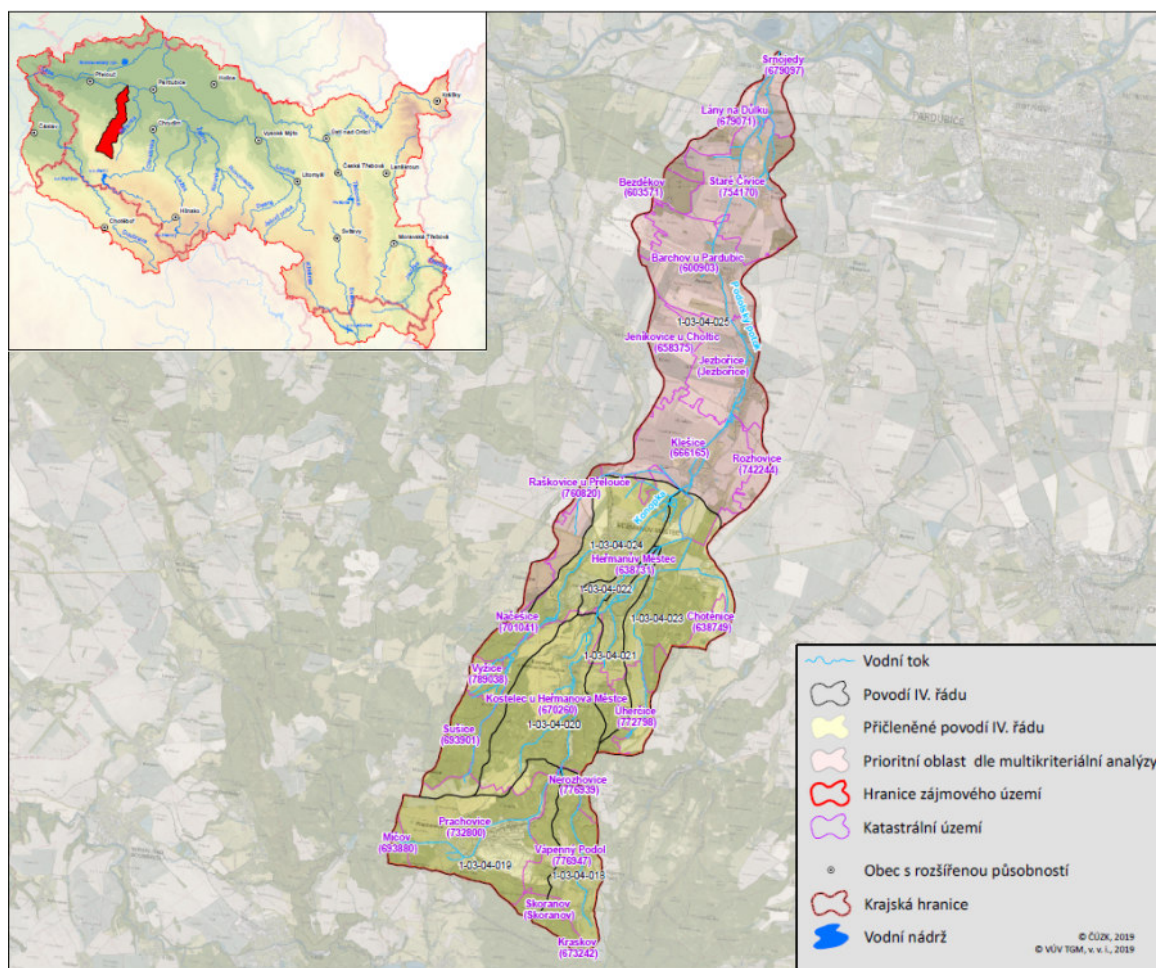 Přelouč
Pardubice
Holice
Králíky
Čáslav
Chrudim
Vysoké Mýto
Ústí nad Orlicí
Česká Třebová
Lanškroun
Litomyšl
Hlinsko
Chotěboř
Svitavy
Moravská Třebová
Srnojedy
(679097)
Lány na Důlku
(679071)
PARDUBICE
Bezděkov
(603571)
Staré Čívice
(754170)
Barchov u Pardubic
(600903)
Podolský potok
1-03-04-025
Jeníkovice u Choltic
(658375)
Jezbořice
(Jezbořice)
Klešice
(666165)
Rozhovice
(742244)
Raškovice u Přelouče
(760820)
Konopka
1-03-04-024
Heřmanuv Městec
(638731)
1-03-04-022
Načešice
(701041)
1-03-04-023
Chotěnice
(638749)
1-03-04-021
Vyžice
(789038)
Kostelec u Heřmanova Městce
(670260)
1-03-04-020
Úherčice
(772798)
Sušice
(693901)
Nerozhovice
(776939)
Prachovice
(732800)
Míčov
(693880)
1-03-04-019
Vápenný Podol
(776947)
1-03-04-018
Skoranov
(Skoranov)
Kraskov
(673242)
Vodní tok
Povodí IV. řádu
Přičleněné povodí IV. řádu
Prioritní oblast dle multikriteriální analýzy
Hranice zájmového území
Katastrální území
Obec s rozšířenou působností
Krajská hranice
Vodní nádrž
© ČÚZK, 2019
© VÚV TGM, v. v. i., 2019